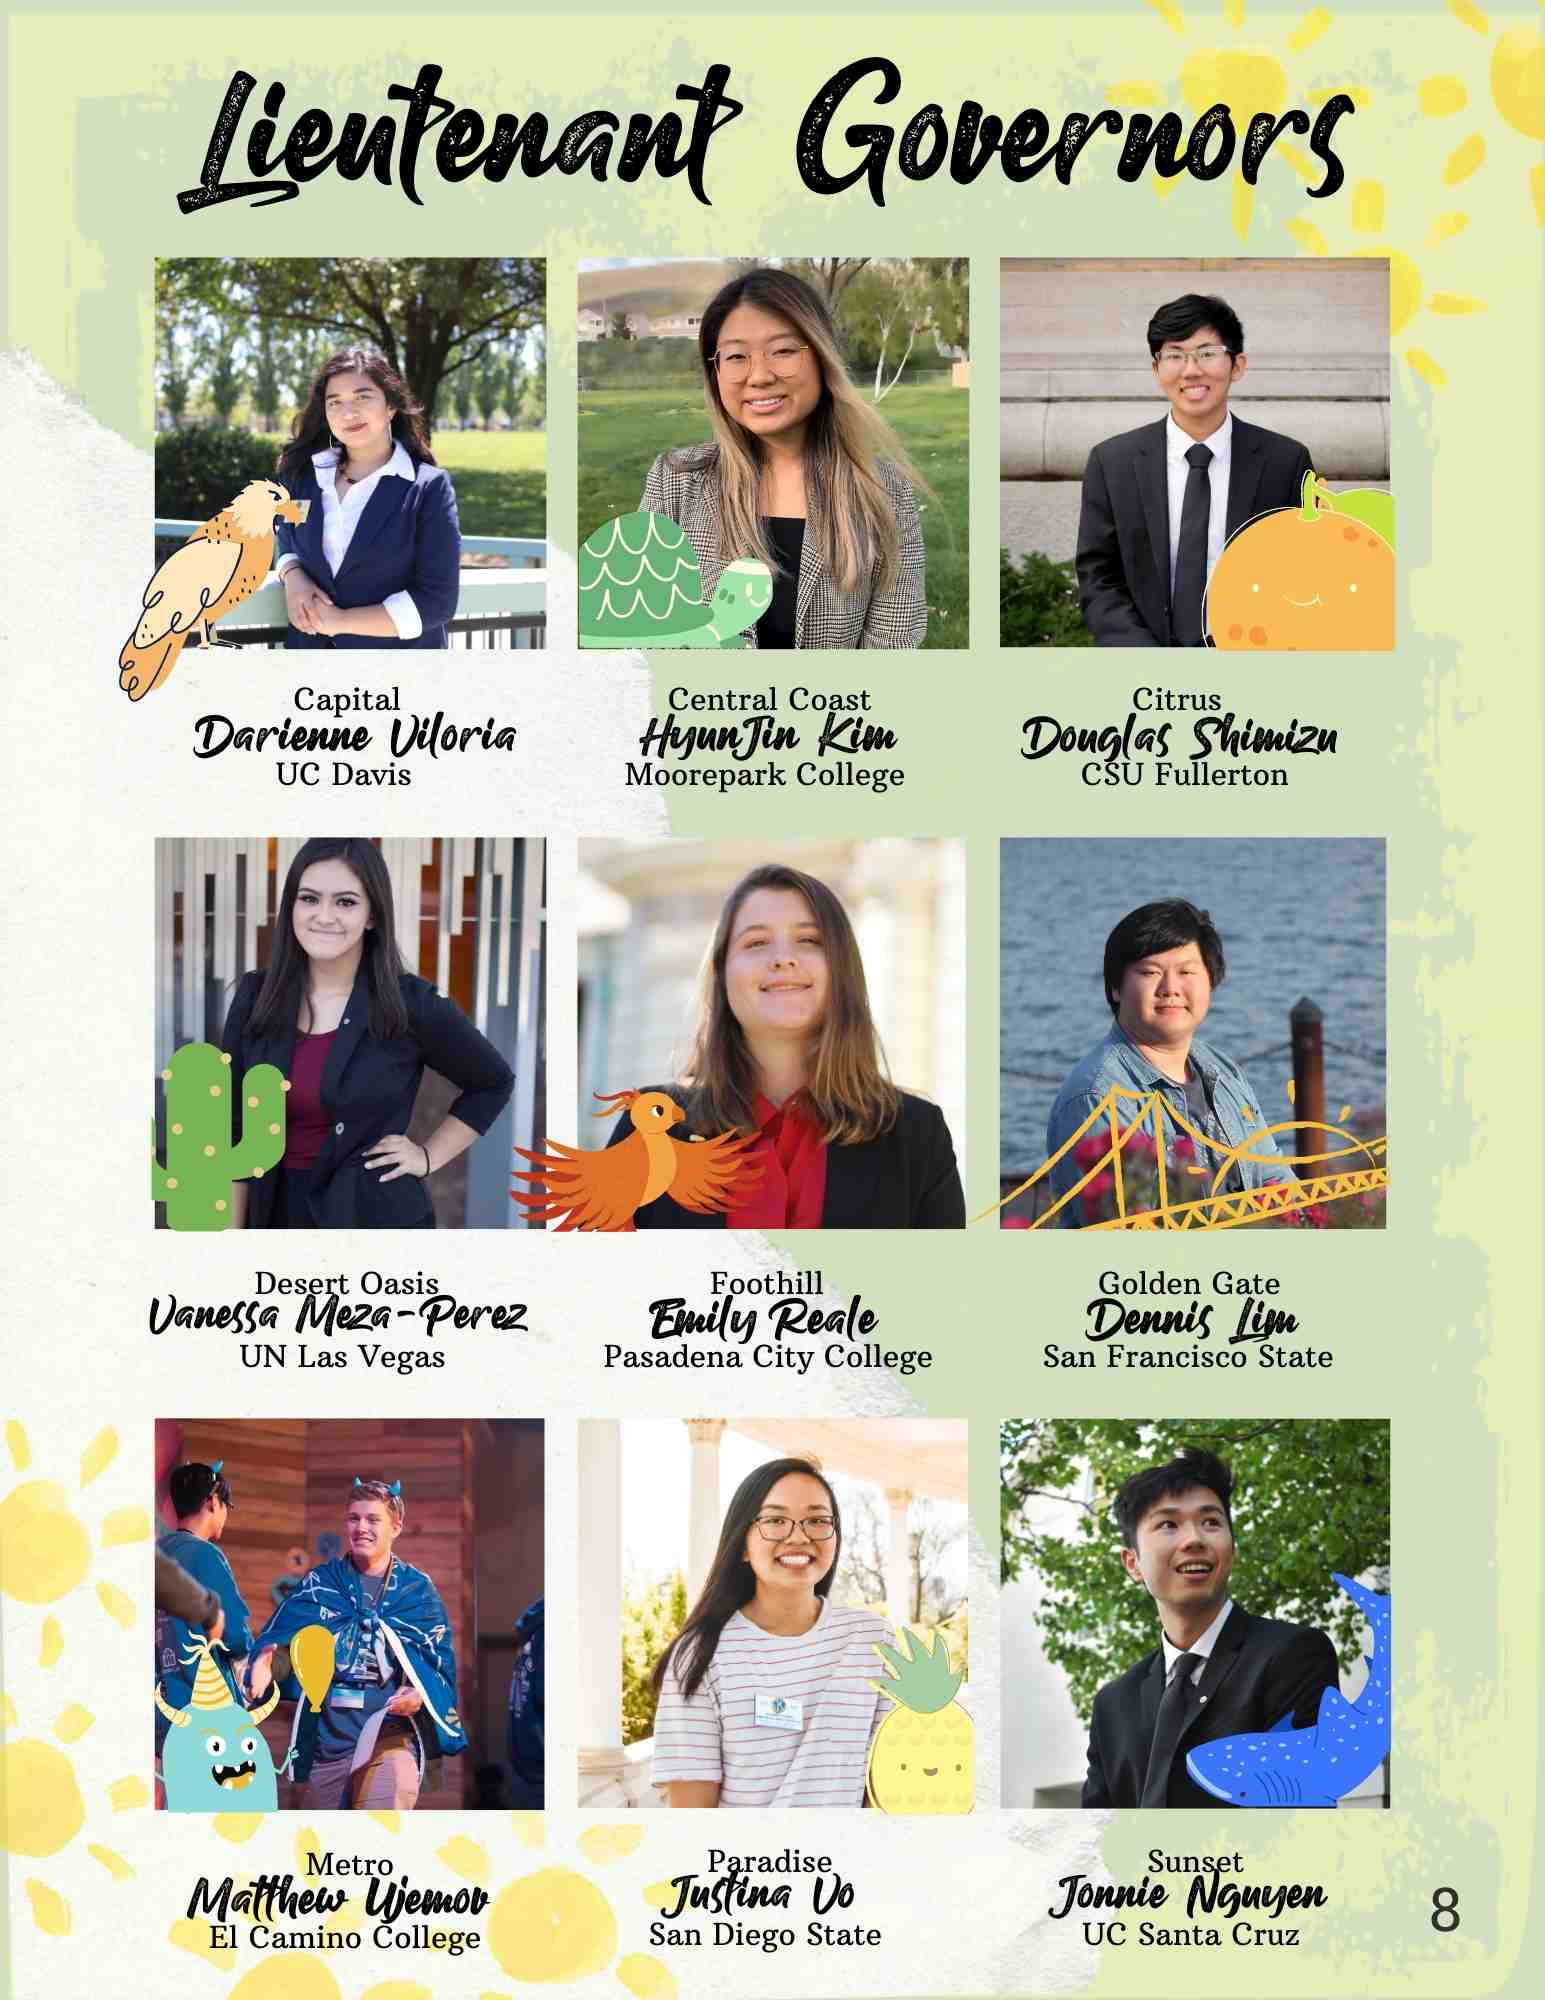 Lieutenant Governors
Capital
Darienne Viloria
UC Davis
Central Coast
HyunJin Kim
Moorepark College
Citrus
Douglas Shimizu
CSU Fullerton
Desert Oasis
Vanessa Meza-Perez
UN Las Vegas
Foothill
Emily Reale
Pasadena City College
Golden Gate
Dennis Lim
San Francisco State
Metro
Matthew Ujemov
El Camino College
Paradise
Justina Vo
San Diego State
Sunset
Jonnie Nguyen
UC Santa Cruz
8